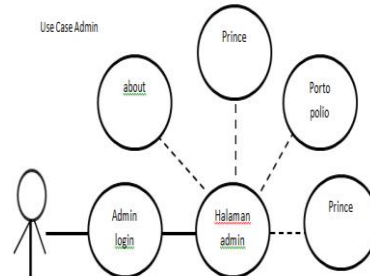 Use Case Admin
Prince
about
Porto
polio
Admin
login
Halaman
admin
Prince